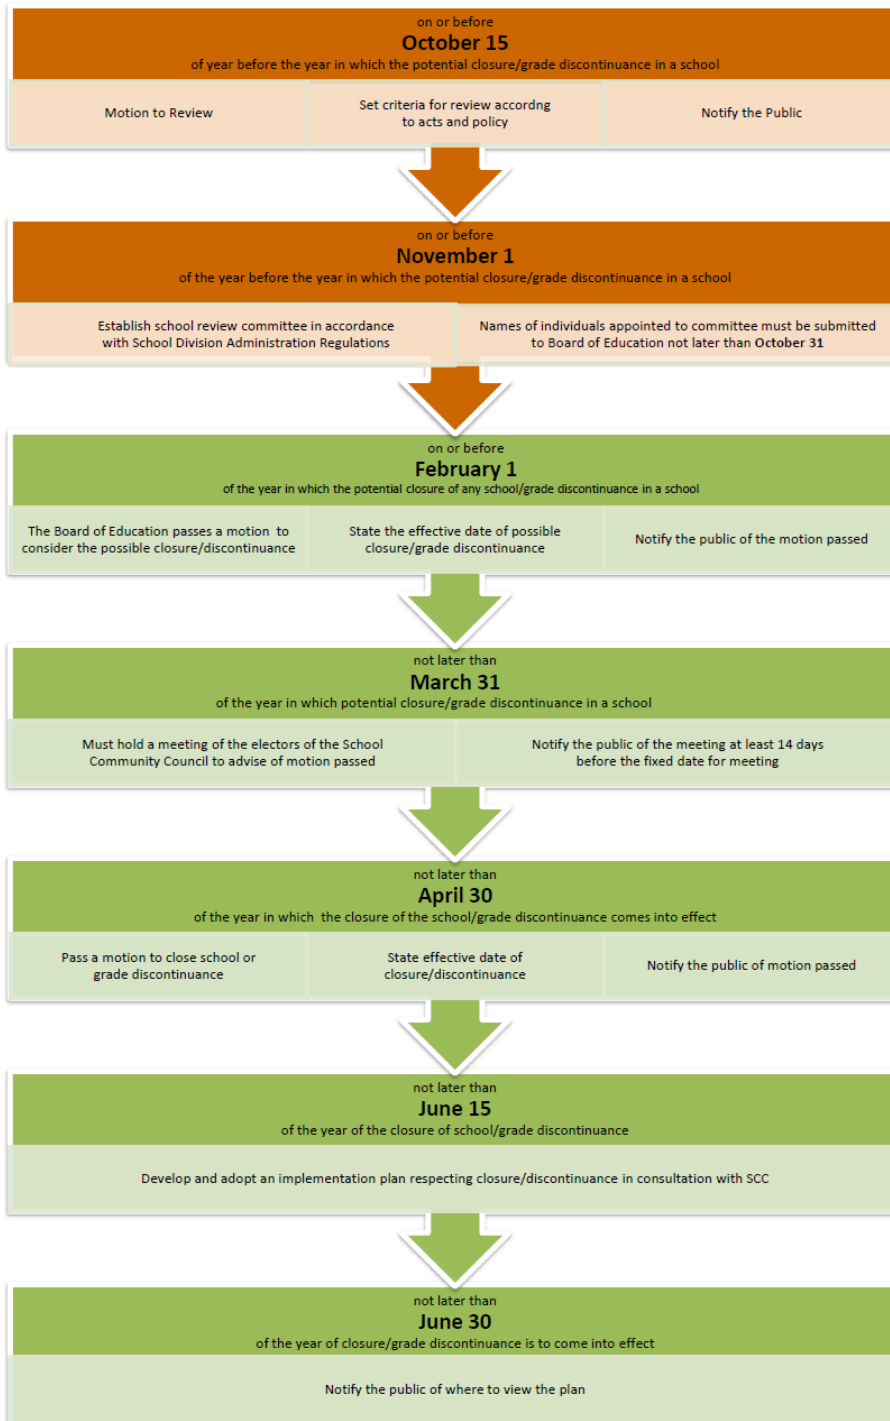 on or before
October 15
of year before the year in which the potential closure/grade discontinuance in a school
Motion to Review
Set criteria for review accordng
to acts and policy
Notify the Public
on or before
November 1
of the year before the year in which the potential closure/grade discontinuance in a school
Establish school review committee in accordance
with School Division Administration Regulations
Names of individuals appointed to committee must be submitted
to Board of Education not later than October 31
on or before
February 1
of the year in which the potential closure of any school/grade discontinuance in a school
The Board of Education passes a motion to
consider the possible closure/discontinuance
State the effective date of possible
closure/grade discontinuance
Notify the public of the motion passed
not later than
March 31
of the year in which potential closure/grade discontinuance in a school
Must hold a meeting of the electors of the School
Community Council to advise of motion passed
Notify the public of the meeting at least 14 days
before the fixed date for meeting
not later than
April 30
of the year in which the closure of the school/grade discontinuance comes into effect
Pass a motion to close school or
grade discontinuance
State effective date of
closure/discontinuance
Notify the public of motion passed
not later than
June 15
of the year of the closure of school/grade discontinuance
Develop and adopt an implementation plan respecting closure/discontinuance in consultation with SCC
not later than
June 30
of the year of closure/grade discontinuance is to come into effect
Notify the public of where to view the plan